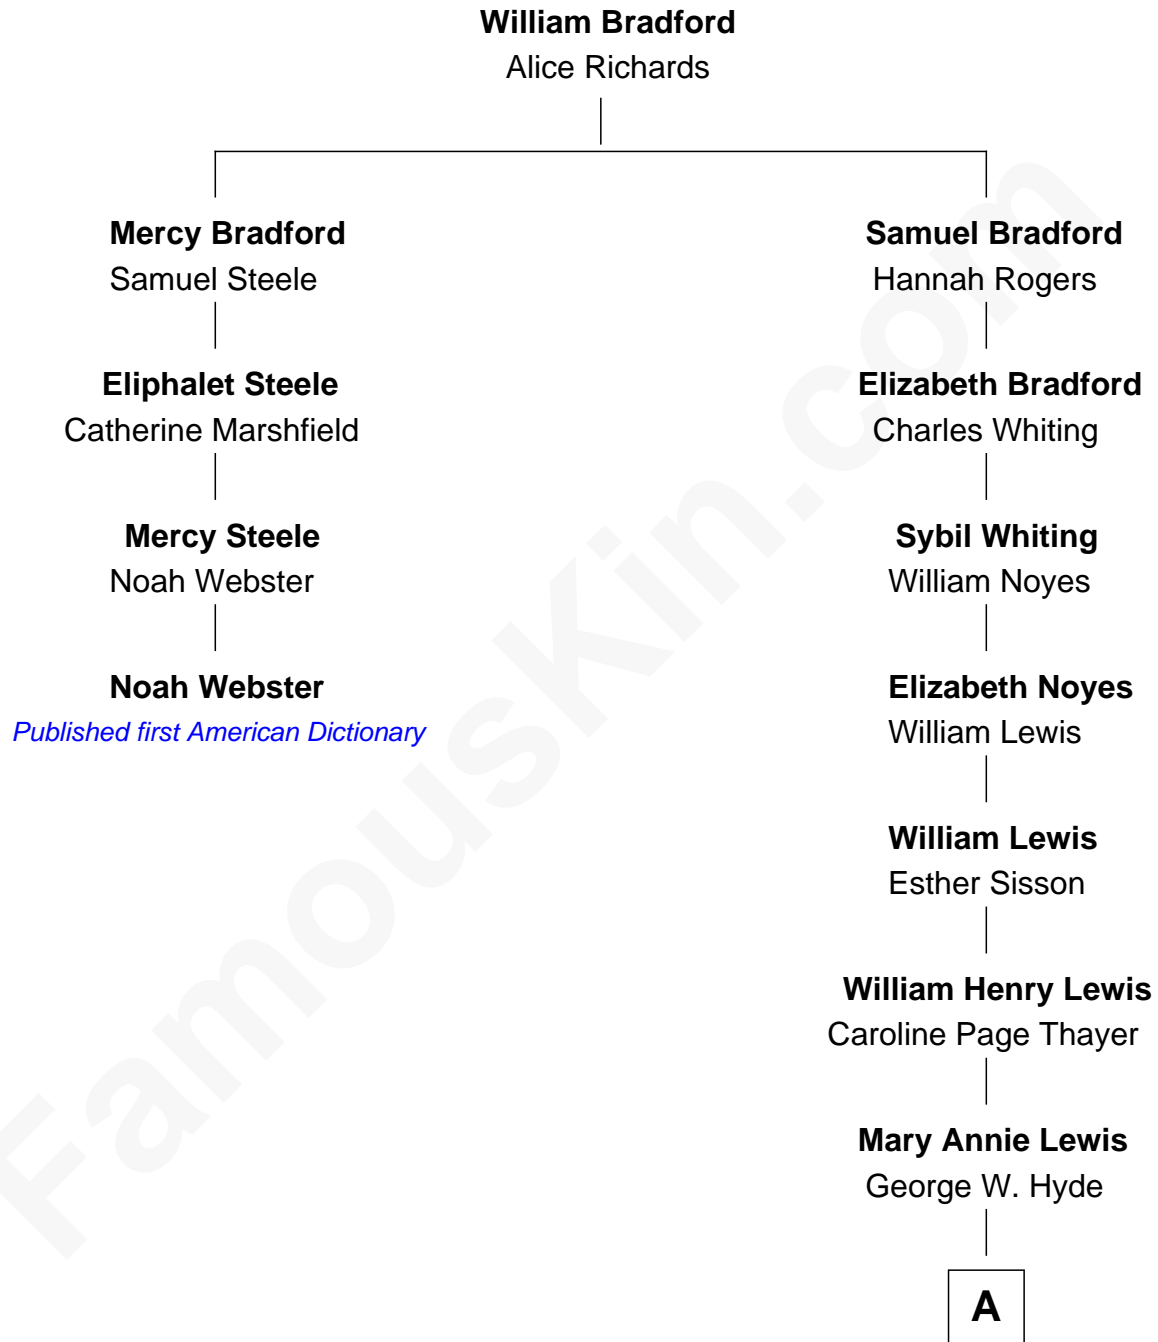 William Bradford
Alice Richards
Mercy Bradford
Samuel Steele
Samuel Bradford
Hannah Rogers
Eliphalet Steele
Catherine Marshfield
Elizabeth Bradford
Charles Whiting
Mercy Steele
Noah Webster
Sybil Whiting
William Noyes
Noah Webster
Published first American Dictionary
Elizabeth Noyes
William Lewis
William Lewis
Esther Sisson
William Henry Lewis
Caroline Page Thayer
Mary Annie Lewis
George W. Hyde
A
FamousKin.com